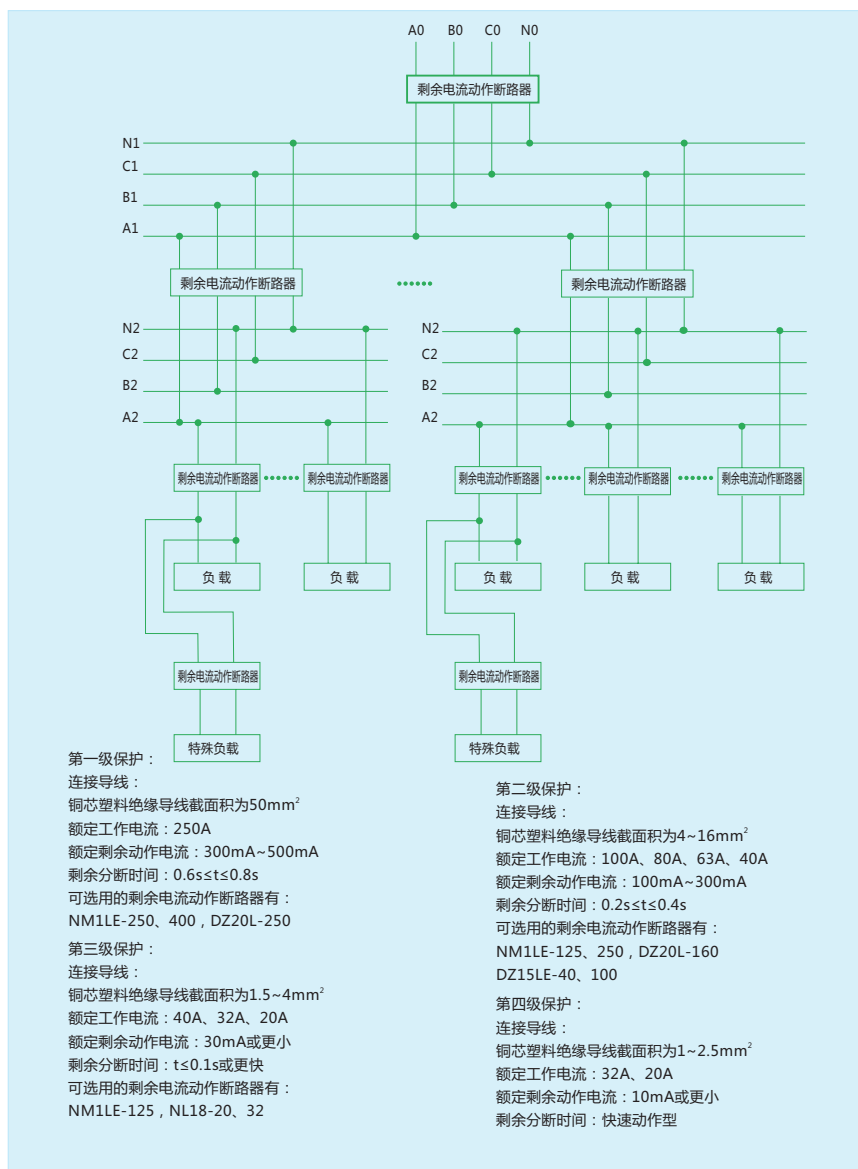 A0 B0 C0 N0
剩余电流动作断路器
N1
C1
B1
A1
剩余电流动作断路器 剩余电流动作断路器
N2 N2
C2 C2
B2 B2
A2 A2
剩余电流动作断路器 剩余电流动作断路器 剩余电流动作断路器 剩余电流动作断路器 剩余电流动作断路器
负 载 负 载 负 载 负 载 负 载
剩余电流动作断路器 剩余电流动作断路器
特殊负载 特殊负载
第一级保护：
连接导线：
铜芯塑料绝缘导线截面积为50mm²
额定工作电流：250A
额定剩余动作电流：300mA~500mA
剩余分断时间：0.6s≤t≤0.8s
可选用的剩余电流动作断路器有：
NM1LE-250、400，DZ20L-250
第三级保护：
连接导线：
铜芯塑料绝缘导线截面积为1.5~4mm²
额定工作电流：40A、32A、20A
额定剩余动作电流：30mA或更小
剩余分断时间：t≤0.1s或更快
可选用的剩余电流动作断路器有：
NM1LE-125，NL18-20、32
第二级保护：
连接导线：
铜芯塑料绝缘导线截面积为4~16mm²
额定工作电流：100A、80A、63A、40A
额定剩余动作电流：100mA~300mA
剩余分断时间：0.2s≤t≤0.4s
可选用的剩余电流动作断路器有：
NM1LE-125、250，DZ20L-160
DZ15LE-40、100
第四级保护：
连接导线：
铜芯塑料绝缘导线截面积为1~2.5mm²
额定工作电流：32A、20A
额定剩余动作电流：10mA或更小
剩余分断时间：快速动作型